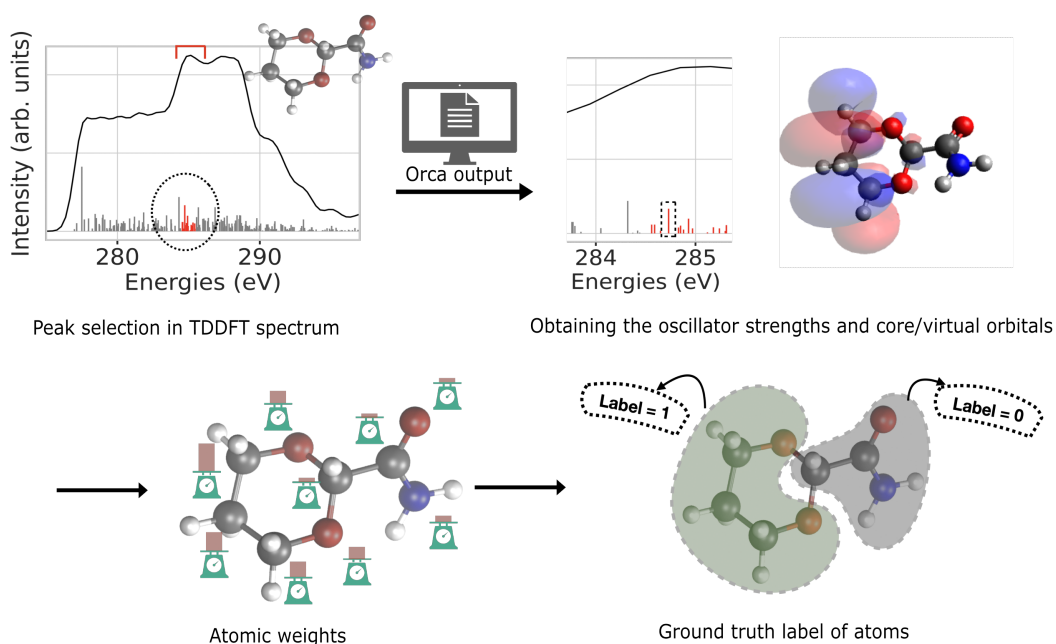 Intensity (arb. units)
280
290
Energies (eV)
Peak selection in TDDFT spectrum
Orca output
284
285
Energies (eV)
Obtaining the oscillator strengths and core/virtual orbitals
Atomic weights
Label = 1
Label = 0
Ground truth label of atoms